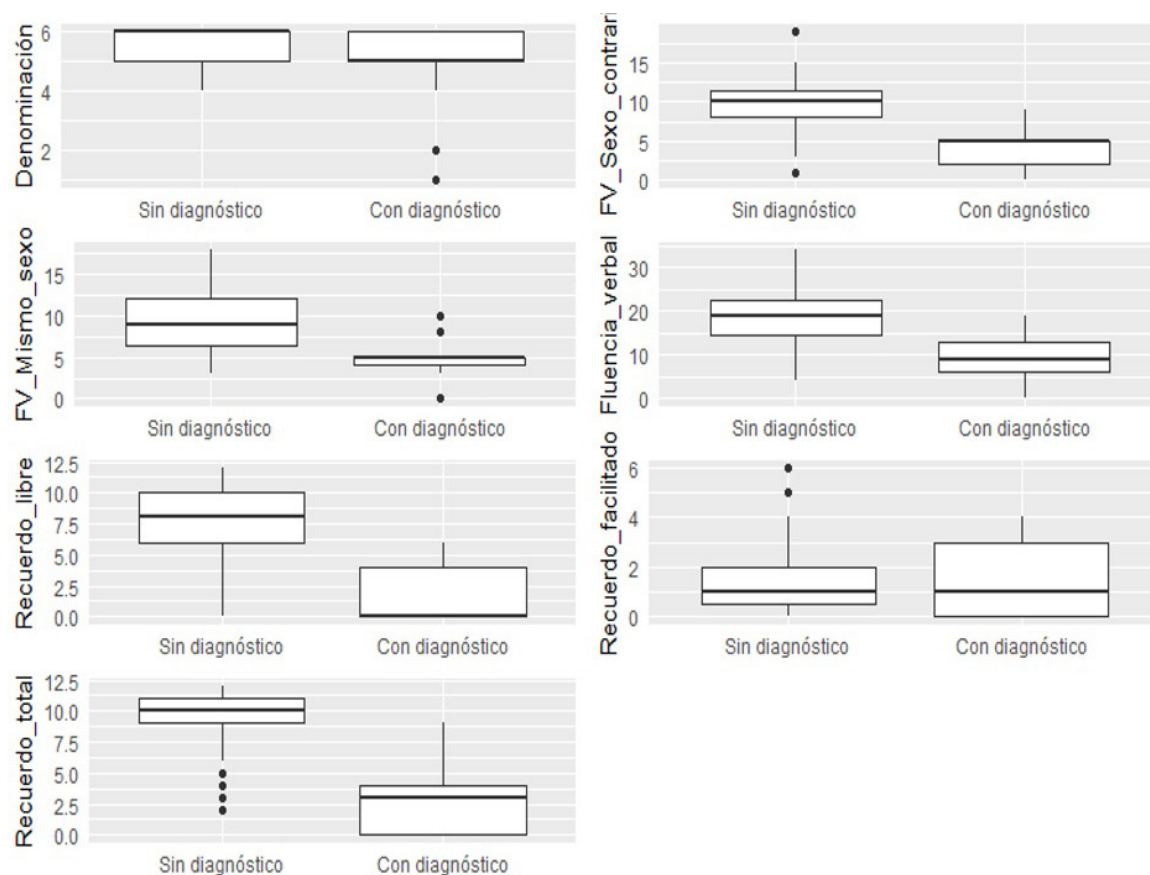 Denominación
6
4
2
Sin diagnóstico
Con diagnóstico
FV_Sexo_contrari
15
10
5
0
Sin diagnóstico
Con diagnóstico
FV_Mismo_sexo
15
10
5
0
Sin diagnóstico
Con diagnóstico
Fluencia_verbal
30
20
10
0
Sin diagnóstico
Con diagnóstico
Recuerdo_libre
12.5
10.0
7.5
5.0
2.5
0.0
Sin diagnóstico
Con diagnóstico
Recuerdo_facilitado
6
4
2
0
Sin diagnóstico
Con diagnóstico
Recuerdo_total
12.5
10.0
7.5
5.0
2.5
0.0
Sin diagnóstico
Con diagnóstico